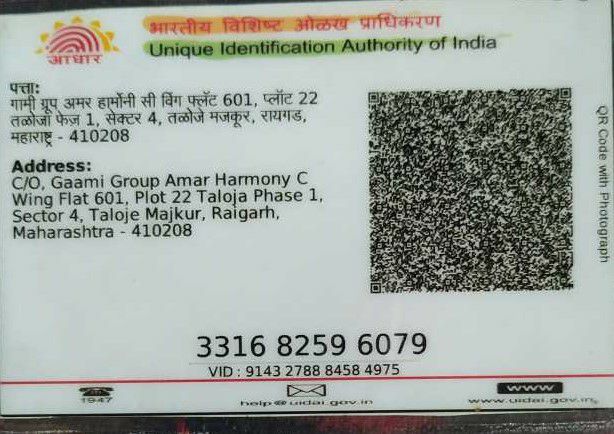 भारतीय विशिष्ट ओळख प्राधिकरण
Unique Identification Authority of India
आधार
पत्ता:
गामी ग्रूप अमर हार्मोनी सी विंग फ्लॅट 601, प्लॉट 22
तळोजा फेज़ 1, सेक्टर 4, तळोजे मजकूर, रायगड,
महाराष्ट्र - 410208
Address:
C/O, Gaami Group Amar Harmony C
Wing Flat 601, Plot 22 Taloja Phase 1,
Sector 4, Taloje Majkur, Raigarh,
Maharashtra - 410208
QR Code with Photograph
3316 8259 6079
VID : 9143 2788 8458 4975
1947
help@uidai.gov.in
www
www.uidai.gov.in